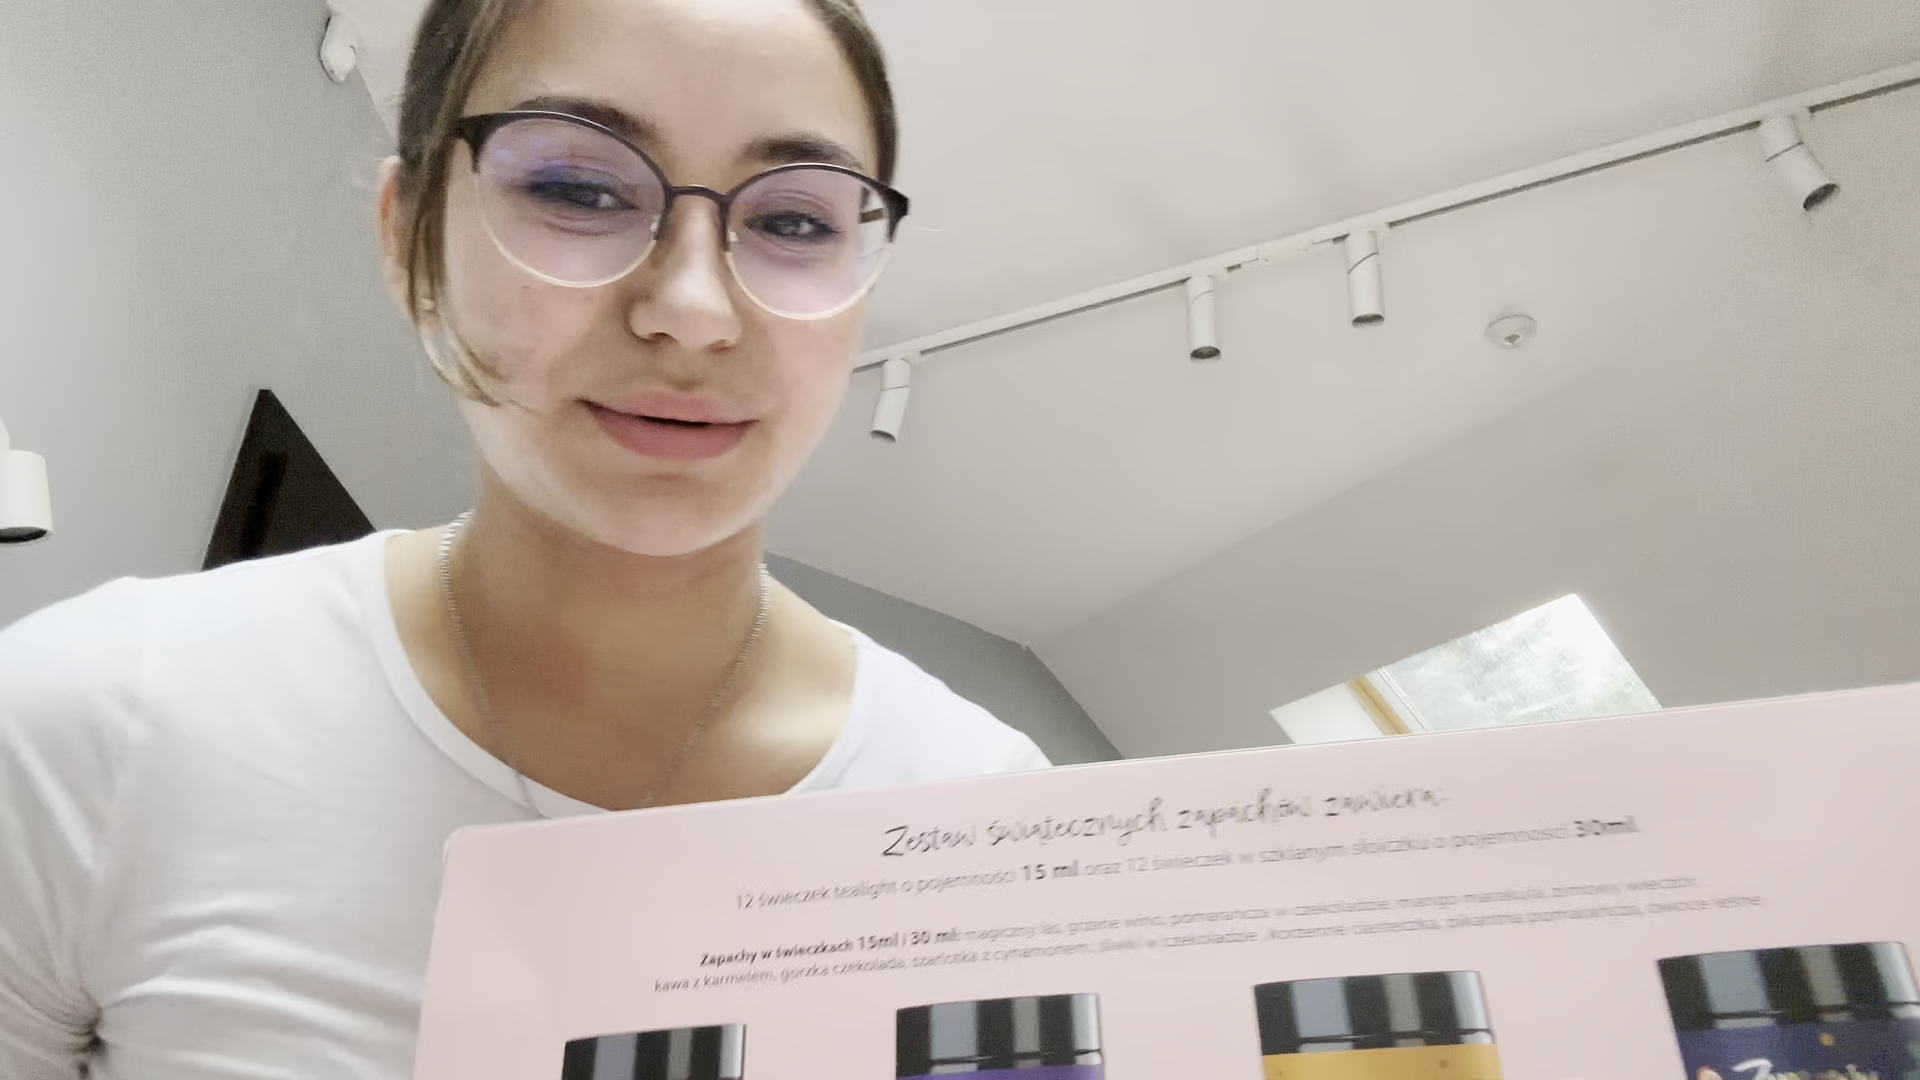 Zestaw świątecznych zapachów zawiera:
12 świeczek tealight o pojemności 15 ml oraz 12 świeczek w szklanym słoiczku o pojemności 30ml.
Zapachy w świeczkach 15ml i 30 ml: magiczny las, grzane wino, pomarańcza w czekoladzie, mango marakuja, zimowy wieczór,
kawa z karmelem, gorzka czekolada, szarlotka z cynamonem, śliwki w czekoladzie , korzenne ciasteczka, pikantna pomarańcza, owoce leśne.